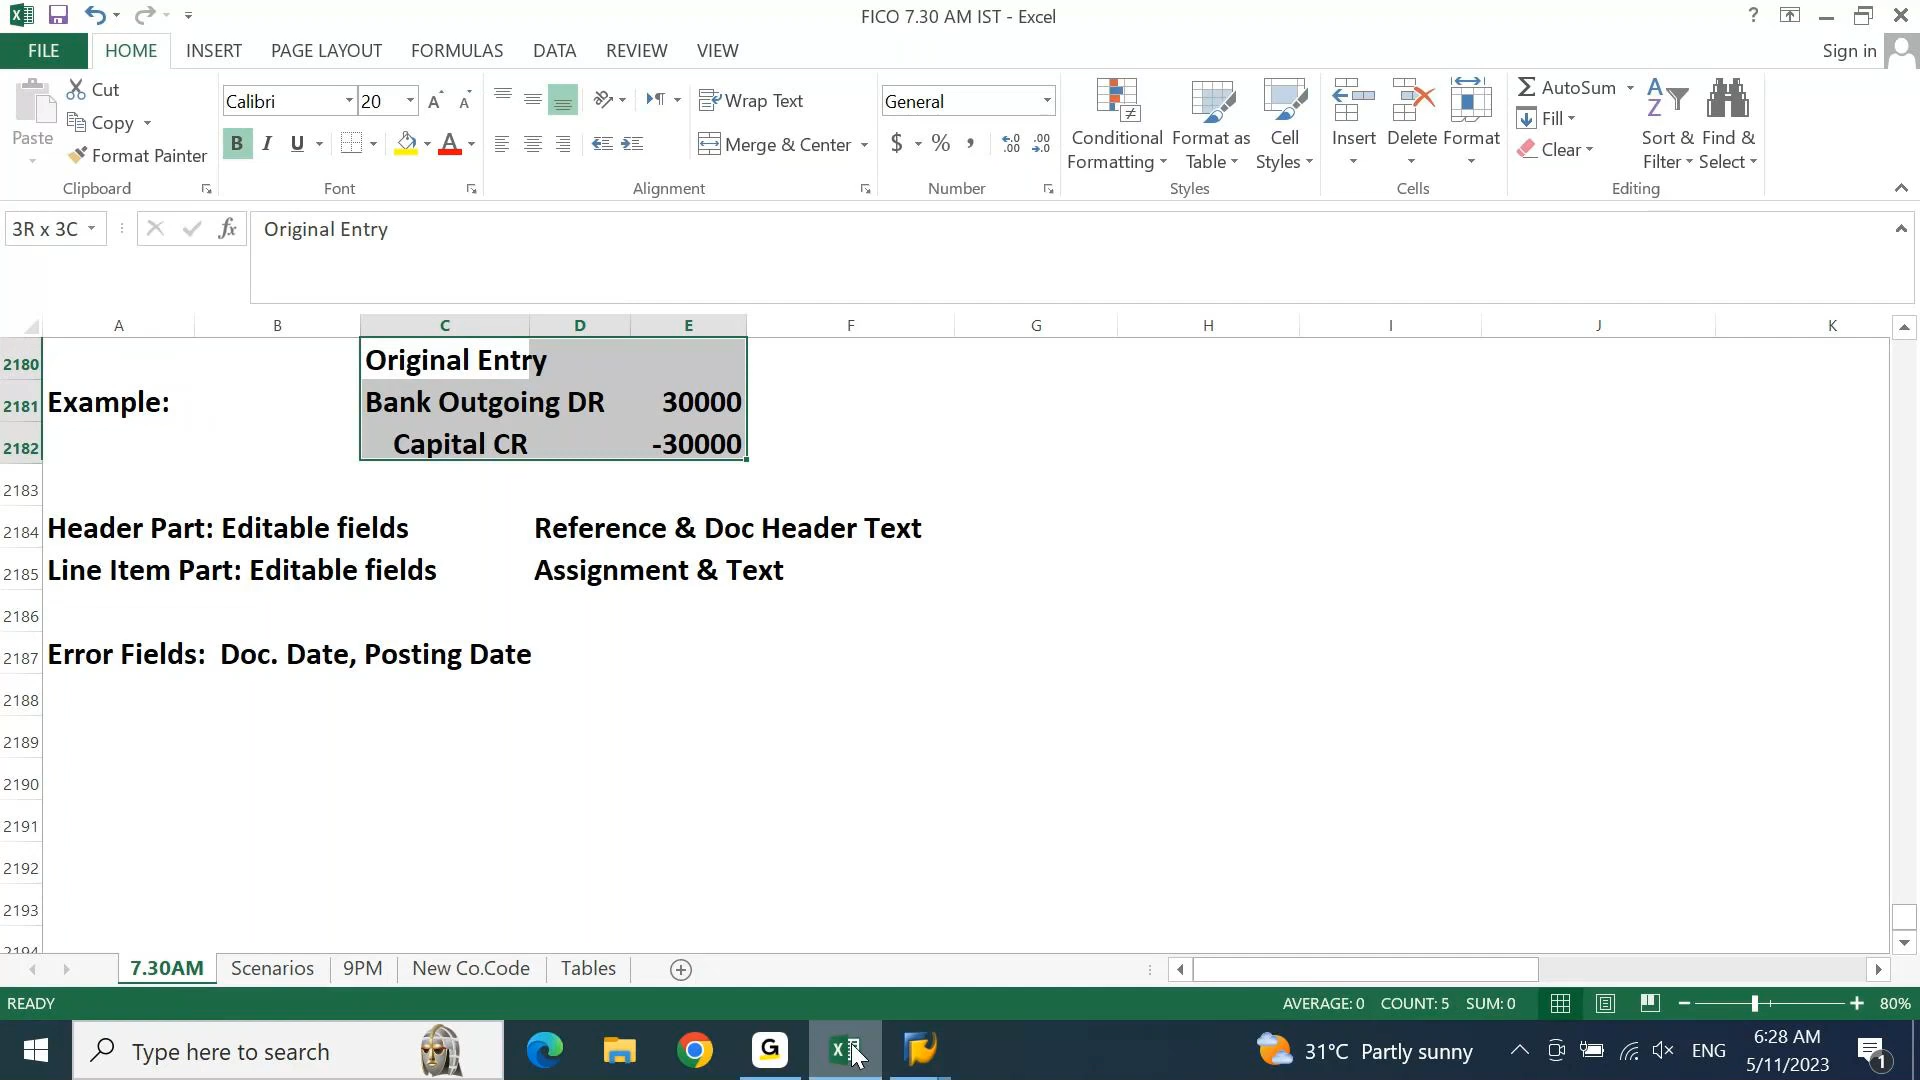 FICO 7.30 AM IST - Excel
?
FILE HOME INSERT PAGE LAYOUT FORMULAS DATA REVIEW VIEW
Sign in
Paste
Cut
Copy
Format Painter
Clipboard
Calibri 20
A A
B I U A
Font
Wrap Text
Merge & Center
Alignment
General
$ % ,
Number
Conditional Formatting
Format as Table
Cell Styles
Styles
Insert Delete Format
Cells
AutoSum
Fill
Clear
Sort & Filter
Find & Select
Editing
3R x 3C
fx
Original Entry
A B C D E F G H I J K
2180 Original Entry
2181 Example: Bank Outgoing DR 30000
2182 Capital CR -30000
2183
2184 Header Part: Editable fields Reference & Doc Header Text
2185 Line Item Part: Editable fields Assignment & Text
2186
2187 Error Fields: Doc. Date, Posting Date
2188
2189
2190
2191
2192
2193
2194
7.30AM Scenarios 9PM New Co.Code Tables
READY
AVERAGE: 0 COUNT: 5 SUM: 0
80%
Type here to search
31°C Partly sunny
ENG
6:28 AM
5/11/2023
1